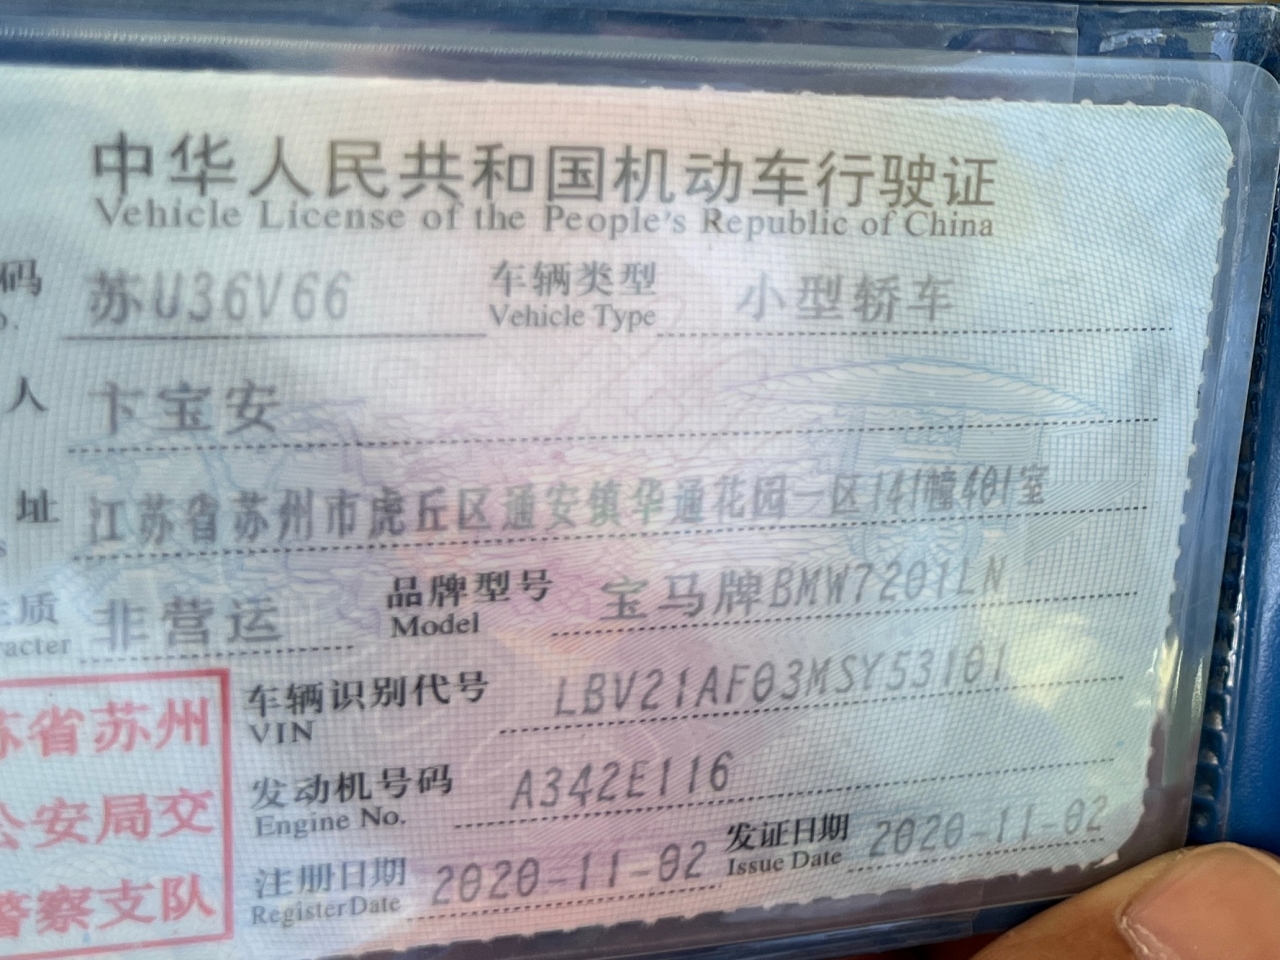 中华人民共和国机动车行驶证
Vehicle License of the People's Republic of China
码 苏U36V66 车辆类型 小型轿车
o. Vehicle Type
人 卞宝安
址 江苏省苏州市虎丘区通安镇华通花园一区141幢401室
s
质 非营运 品牌型号 宝马牌BMW7201LN
racter Model
车辆识别代号 LBV21AF03MSY53101
VIN
发动机号码 A342E116
Engine No.
注册日期 2020-11-02 发证日期 2020-11-02
Register Date Issue Date
苏省苏州
公安局交
警察支队